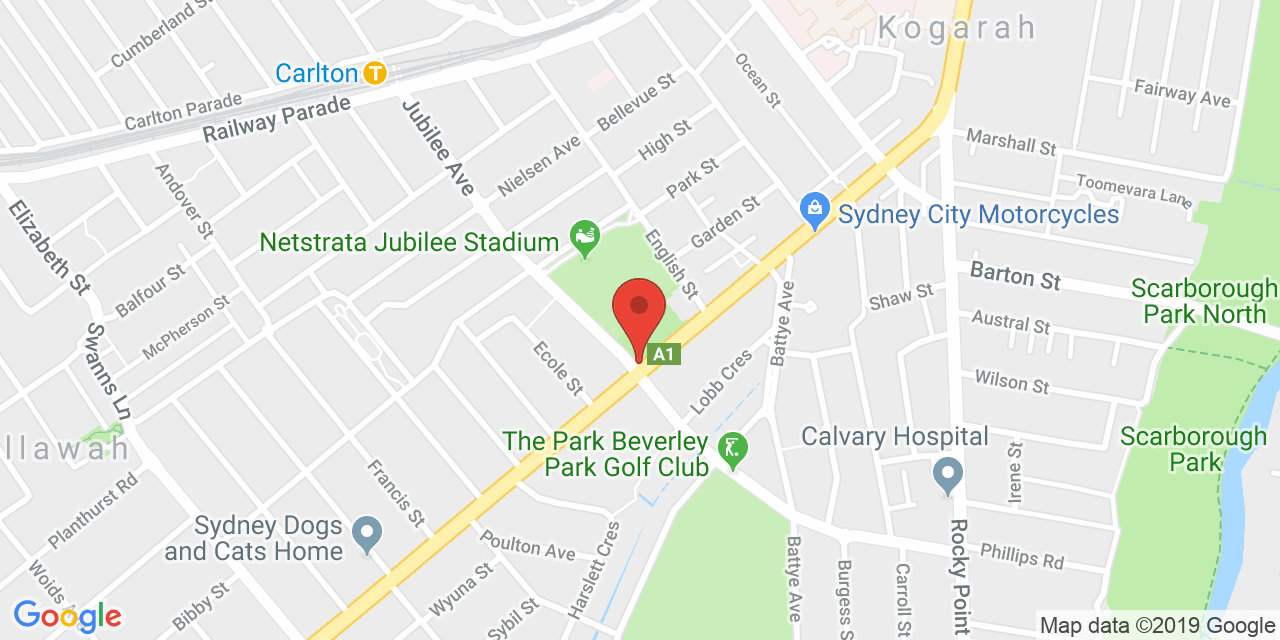 Kogarah
Cumberland St
Carlton
Ocean St
Fairway Ave
Carlton Parade
Railway Parade
Bellevue St
Jubilee Ave
High St
Marshall St
Nielsen Ave
Park St
Toomevara Lane
Andover St
Elizabeth St
Garden St
Sydney City Motorcycles
Netstrata Jubilee Stadium
English St
Barton St
Balfour St
Shaw St
Scarborough
Park North
McPherson St
Battye Ave
Austral St
A1
Swanns Ln
Ecole St
Lobb Cres
Wilson St
llawah
The Park Beverley
Park Golf Club
Calvary Hospital
Scarborough
Park
Irene St
Planthurst Rd
Francis St
Sydney Dogs
and Cats Home
Poulton Ave
Harslett Cres
Rocky Point
Phillips Rd
Battye Ave
Burgess S
Carroll St
Woids A
Bibby St
Wyuna St
Sybil St
Google
Map data ©2019 Google